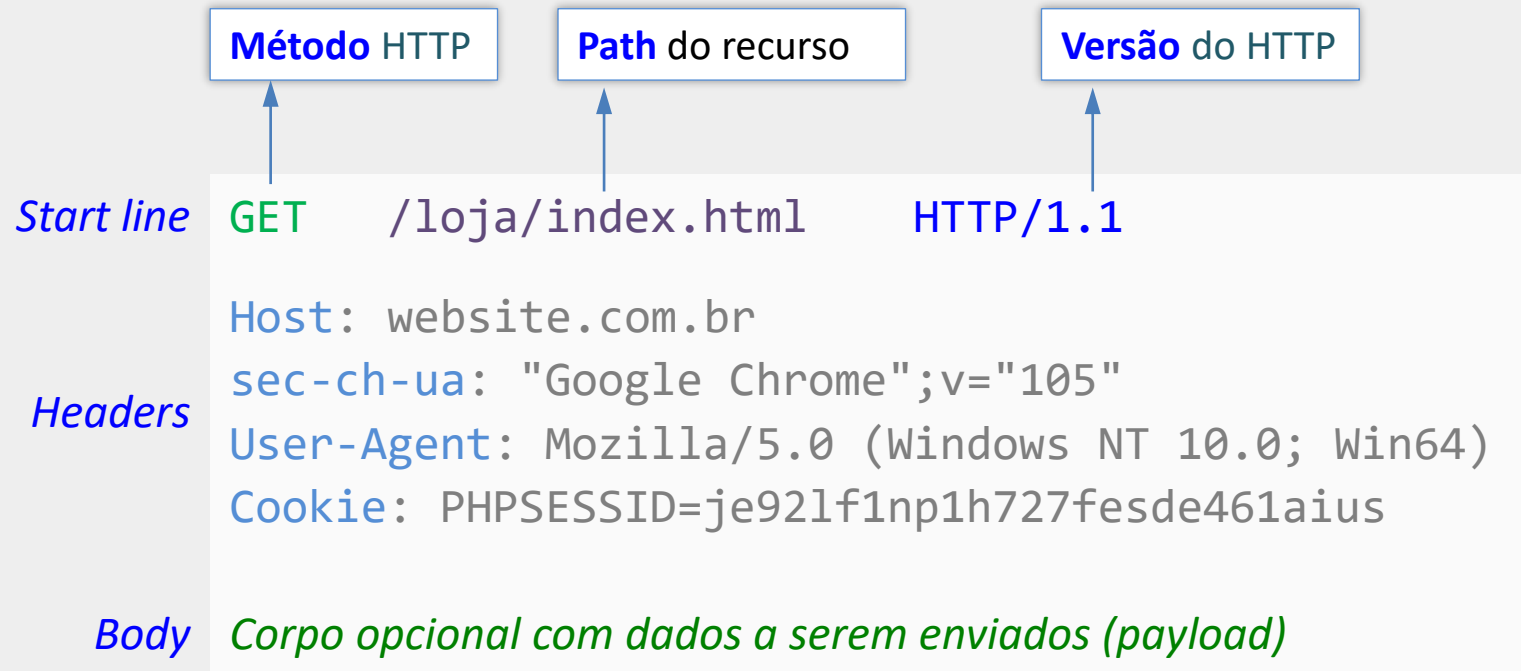 Método HTTP
Path do recurso
Versão do HTTP
Start line GET /loja/index.html HTTP/1.1
Host: website.com.br
sec-ch-ua: "Google Chrome";v="105"
Headers
User-Agent: Mozilla/5.0 (Windows NT 10.0; Win64)
Cookie: PHPSESSID=je92lf1np1h727fesde461aius
Body Corpo opcional com dados a serem enviados (payload)